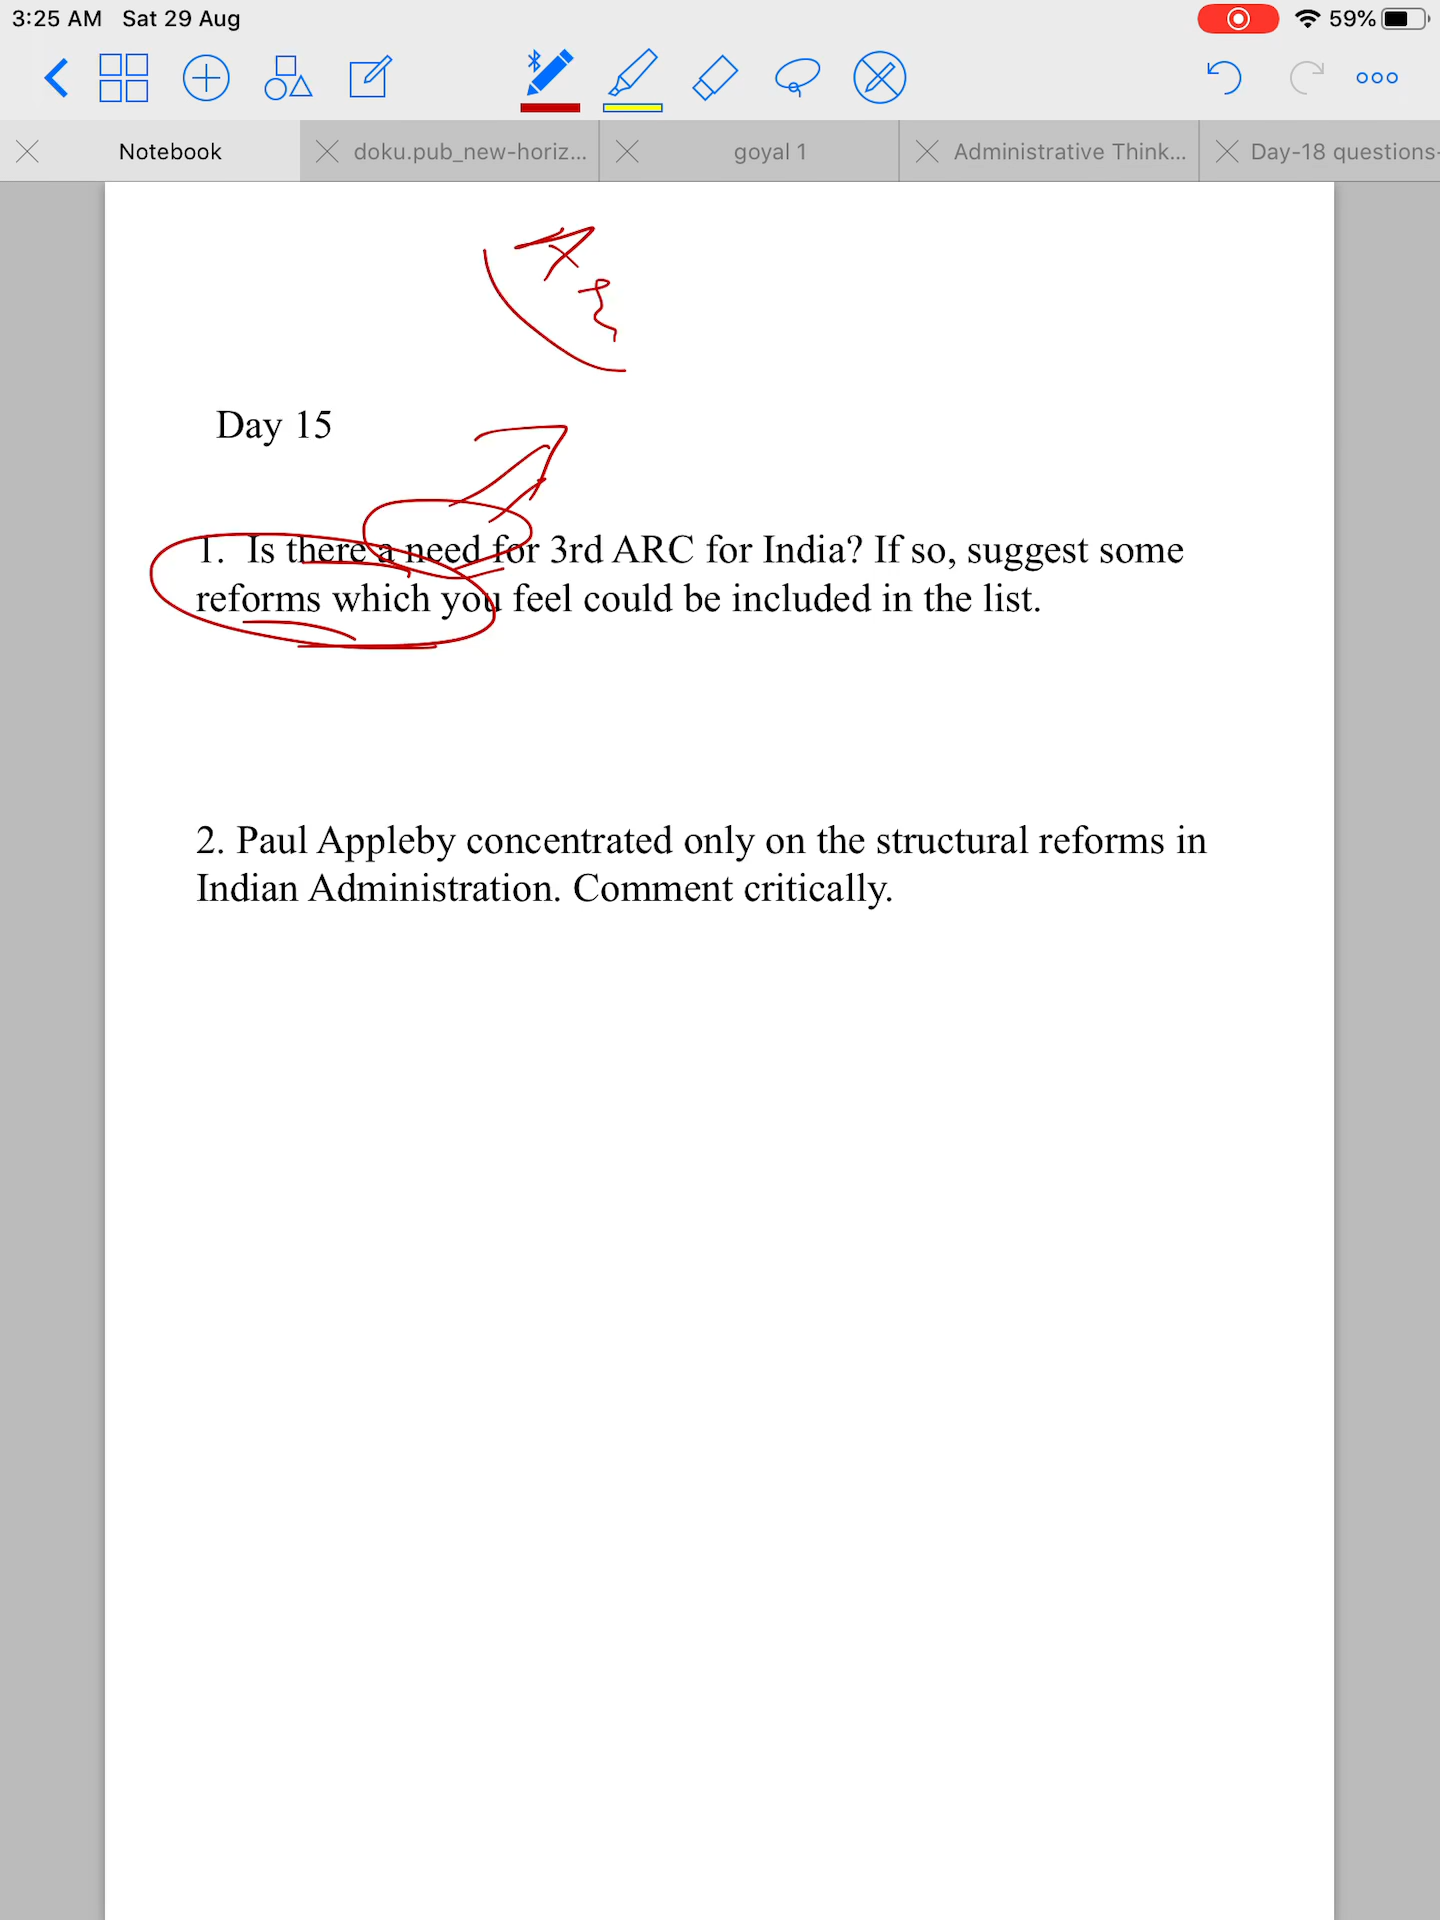 3:25 AM Sat 29 Aug 59%
Notebook doku.pub_new-horiz... goyal 1 Administrative Think... Day-18 questions-
Day 15
1. Is there a need for 3rd ARC for India? If so, suggest some
reforms which you feel could be included in the list.
2. Paul Appleby concentrated only on the structural reforms in
Indian Administration. Comment critically.